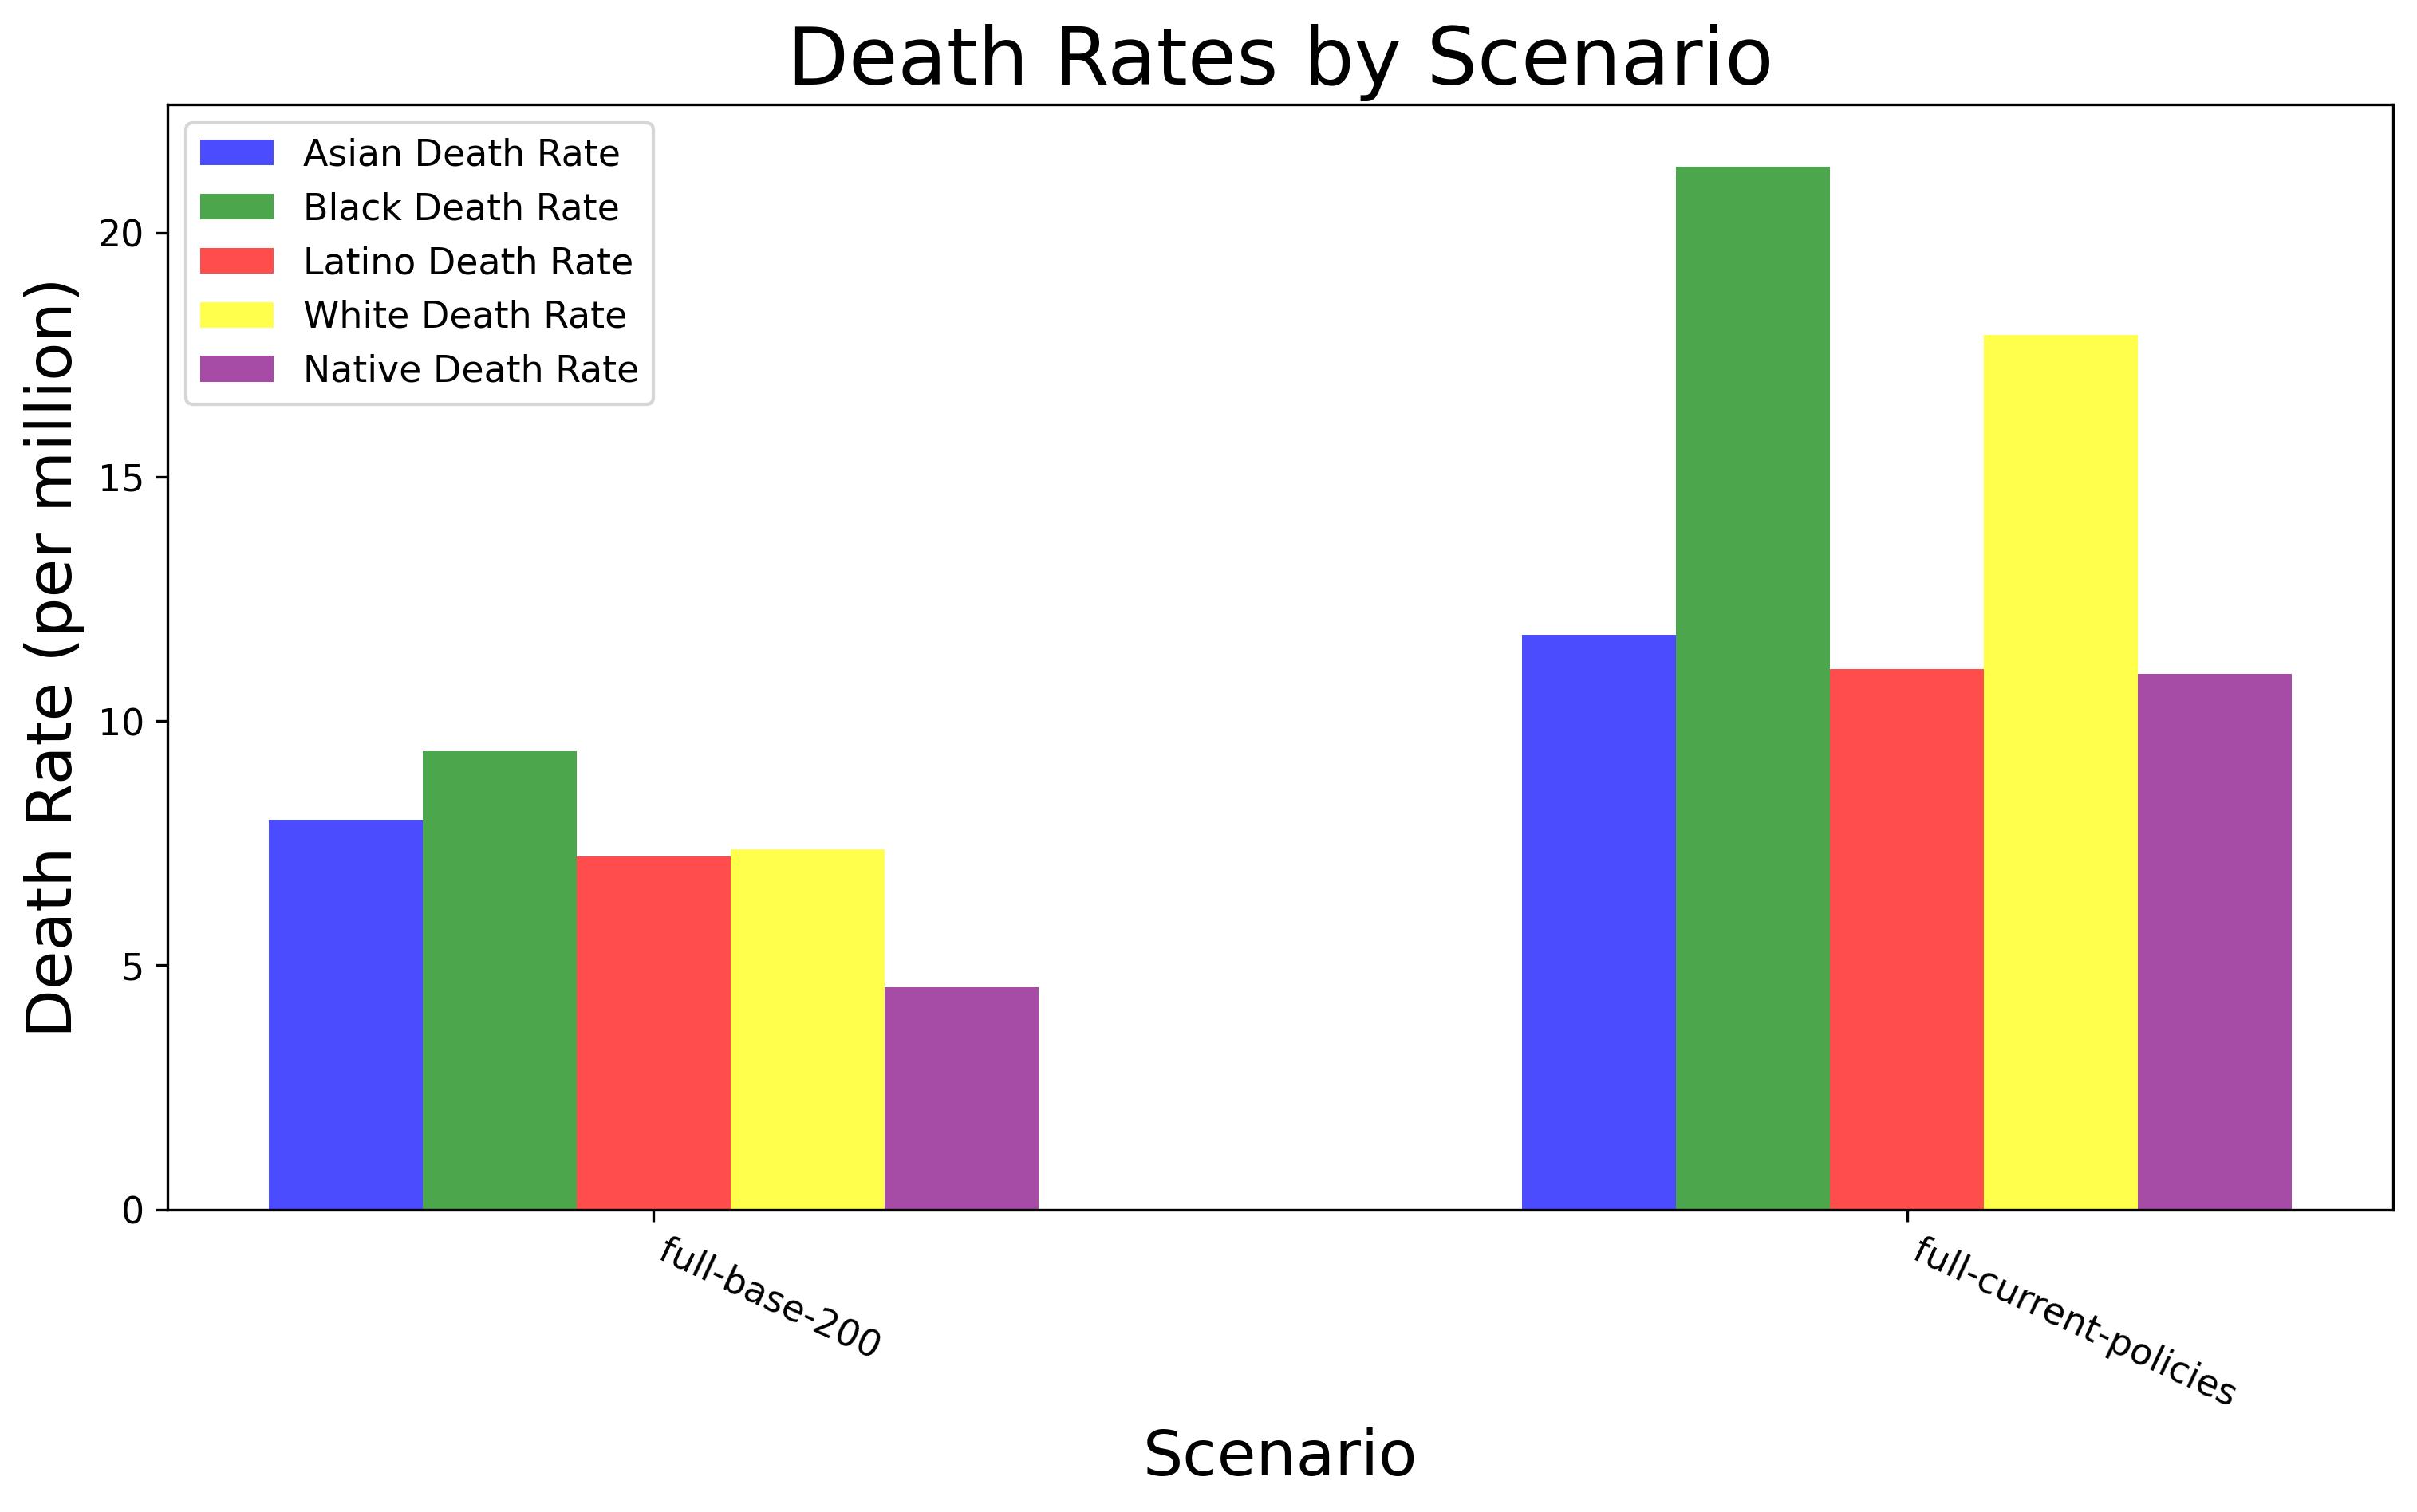 Death Rates by Scenario
Asian Death Rate
Black Death Rate
Latino Death Rate
White Death Rate
Native Death Rate
Death Rate (per million)
20
15
10
5
0
full-base-200
full-current-policies
Scenario